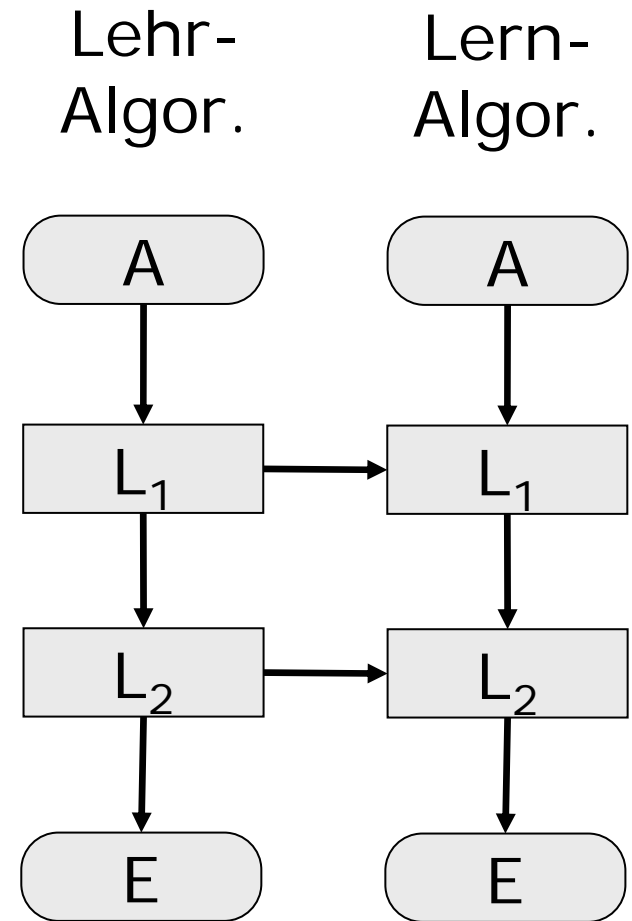 Lehr-
Algor.
Lern-
Algor.
A
A
L₁
L₁
L₂
L₂
E
E